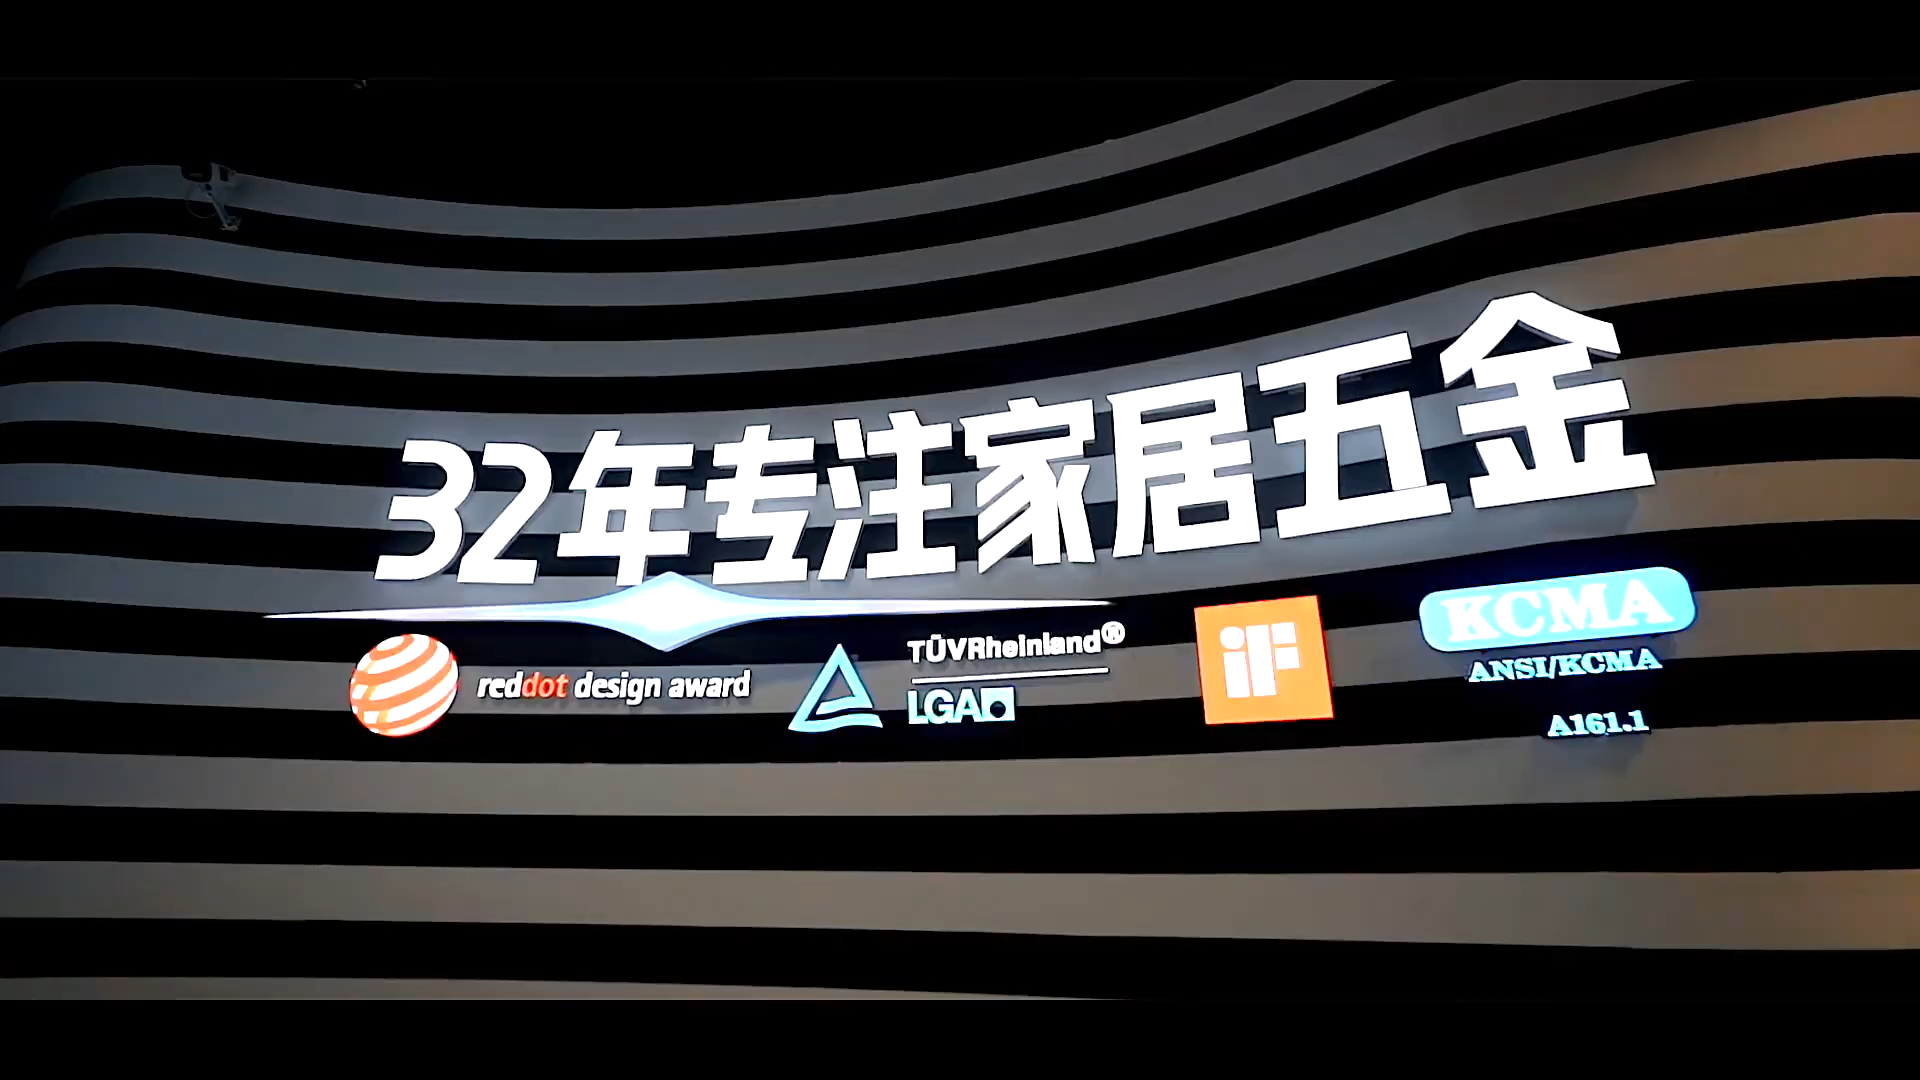 32年专注家居五金
reddot design award
TÜVRheinland®
LGA
iF
KCMA
ANSI/KCMA
A161.1